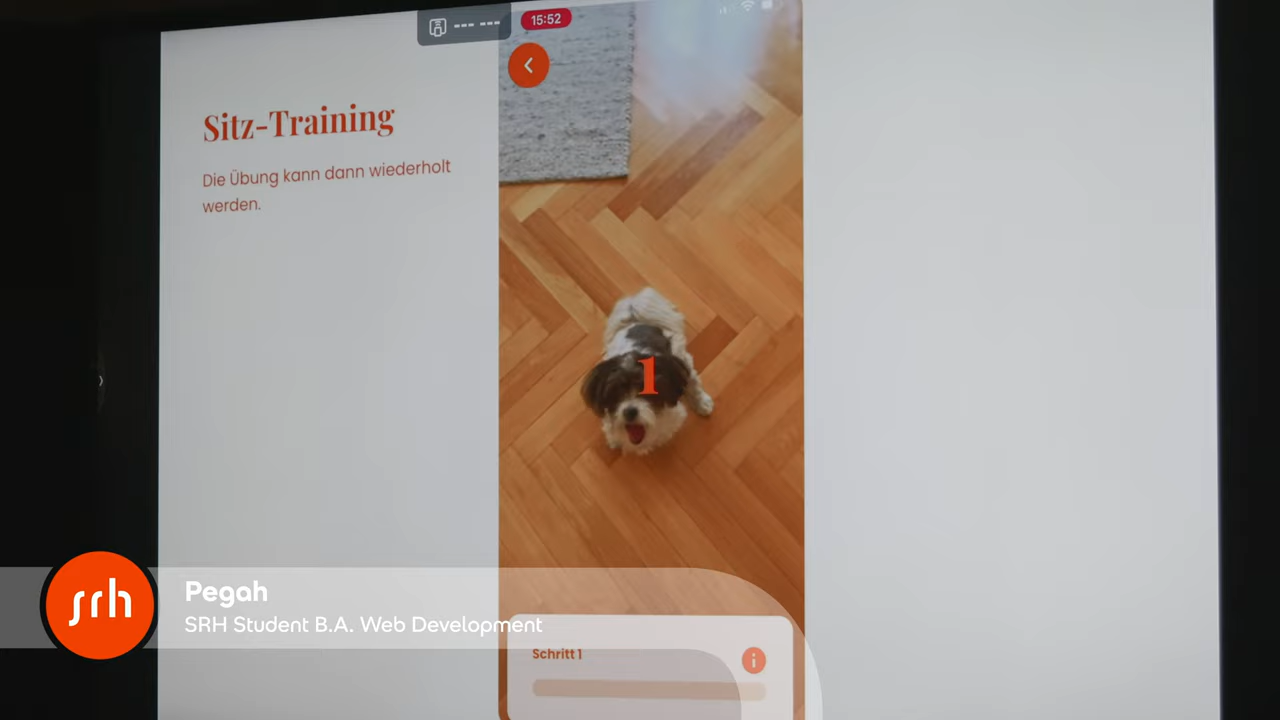 15:52
Sitz-Training
Die Übung kann dann wiederholt
werden.
1
srh
Pegah
SRH Student B.A. Web Development
Schritt 1